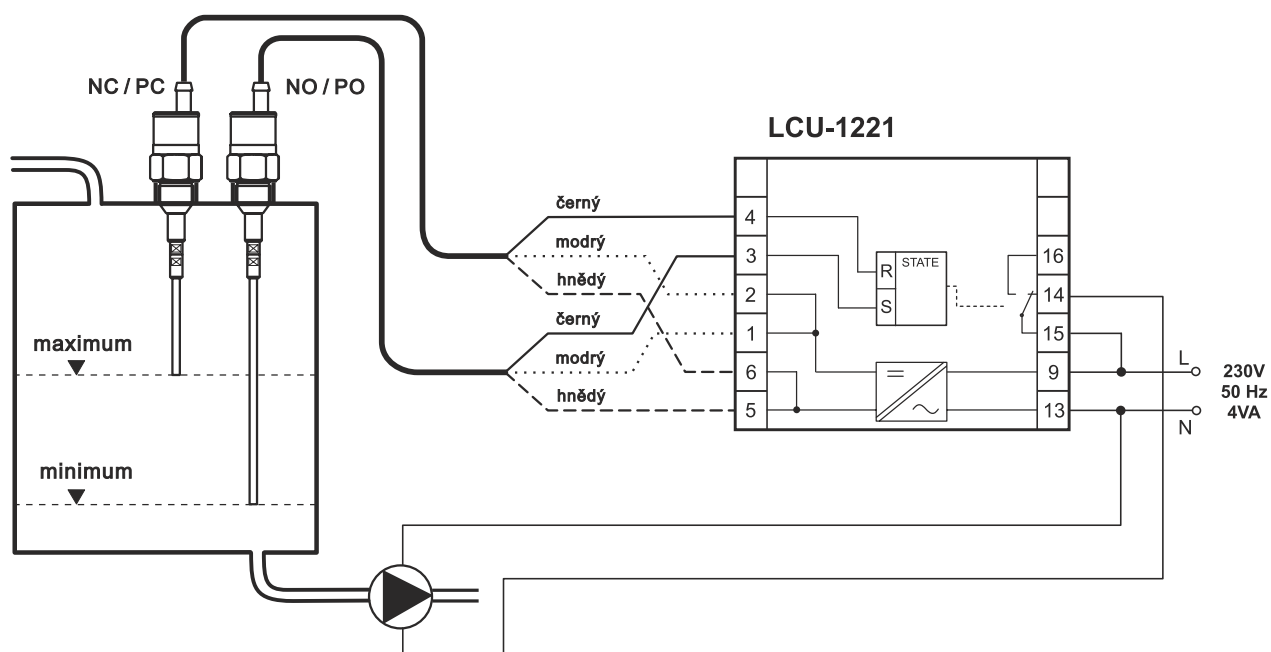 NC / PC
NO / PO
LCU-1221
maximum
minimum
černý
modrý
hnědý
černý
modrý
hnědý
4
3
2
1
6
5
R
STATE
S
16
14
15
9
13
L
N
230V
50 Hz
4VA